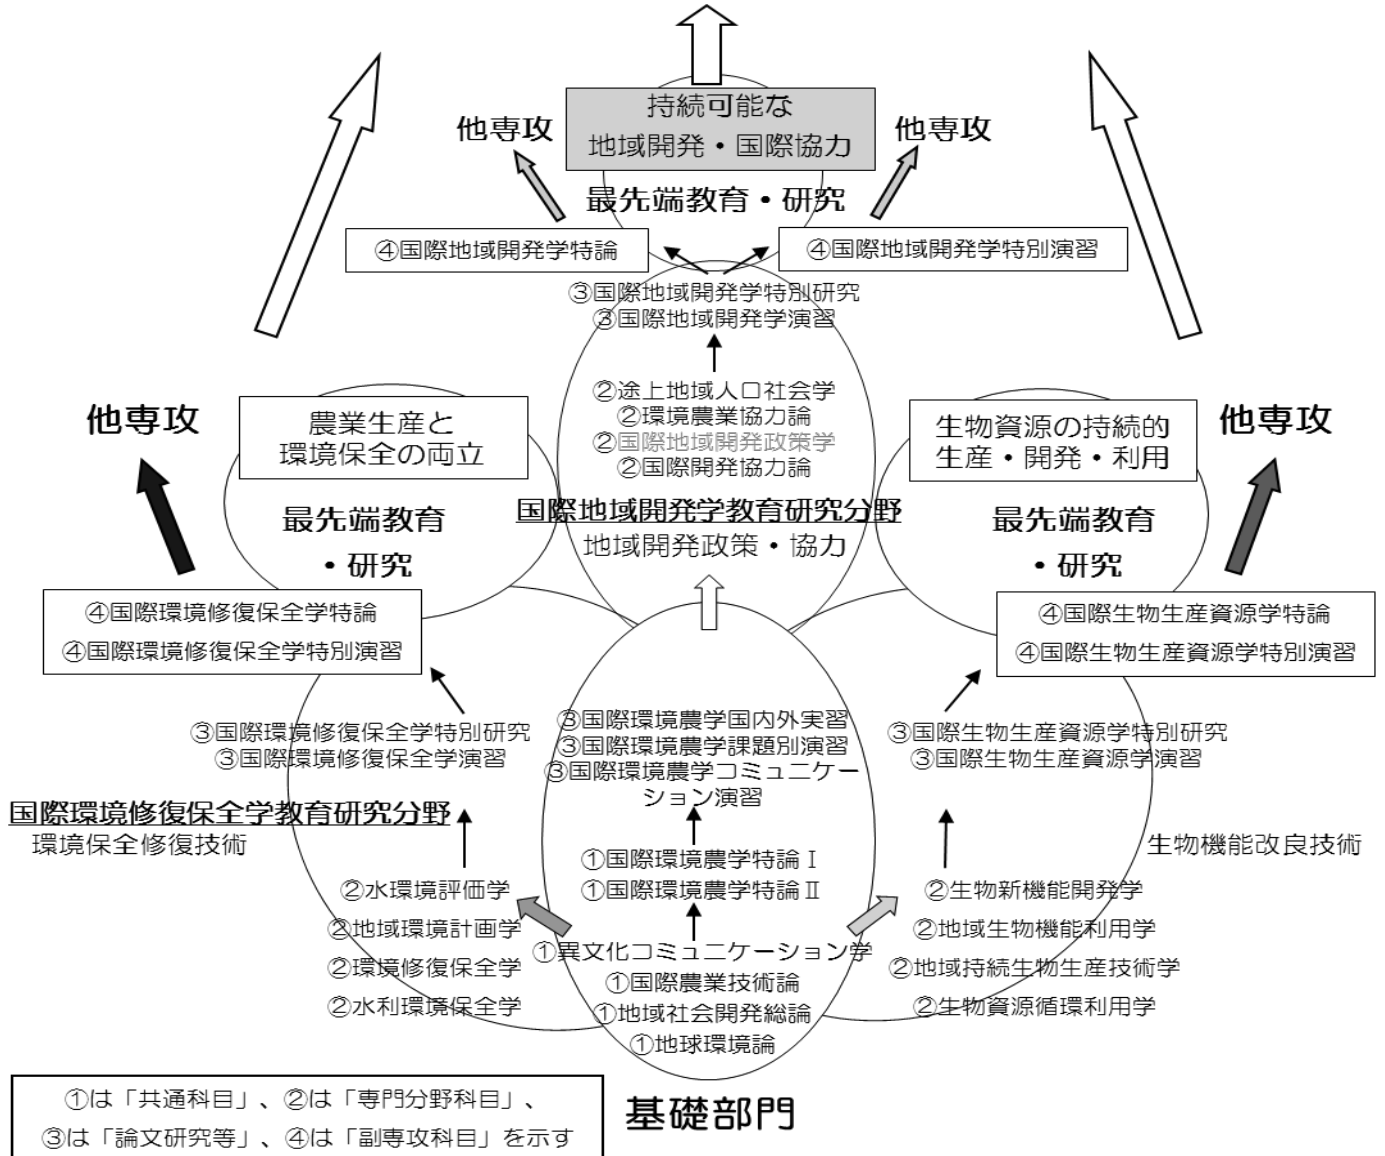 持続可能な
地域開発・国際協力
他専攻
他専攻
最先端教育・研究
④国際地域開発学特論
④国際地域開発学特別演習
③国際地域開発学特別研究
③国際地域開発学演習
②途上地域人口社会学
②環境農業協力論
②国際地域開発政策学
②国際開発協力論
国際地域開発学教育研究分野
地域開発政策・協力
他専攻
農業生産と
環境保全の両立
最先端教育
・研究
④国際環境修復保全学特論
④国際環境修復保全学特別演習
③国際環境修復保全学特別研究
③国際環境修復保全学演習
国際環境修復保全学教育研究分野
環境保全修復技術
②水環境評価学
②地域環境計画学
②環境修復保全学
②水利環境保全学
③国際環境農学国内外実習
③国際環境農学課題別演習
③国際環境農学コミュニケー
ション演習
①国際環境農学特論Ⅰ
①国際環境農学特論Ⅱ
①異文化コミュニケーション学
①国際農業技術論
①地域社会開発総論
①地球環境論
他専攻
生物資源の持続的
生産・開発・利用
最先端教育
・研究
④国際生物生産資源学特論
④国際生物生産資源学特別演習
③国際生物生産資源学特別研究
③国際生物生産資源学演習
生物機能改良技術
②生物新機能開発学
②地域生物機能利用学
②地域持続生物生産技術学
②生物資源循環利用学
基礎部門
①は「共通科目」、②は「専門分野科目」、
③は「論文研究等」、④は「副専攻科目」を示す